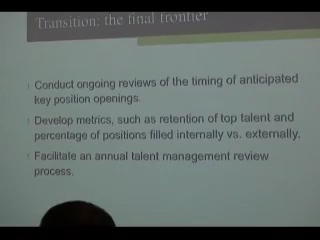 Transition: the final frontier
Conduct ongoing reviews of the timing of anticipated
key position openings.
Develop metrics, such as retention of top talent and
percentage of positions filled internally vs. externally.
Facilitate an annual talent management review
process.